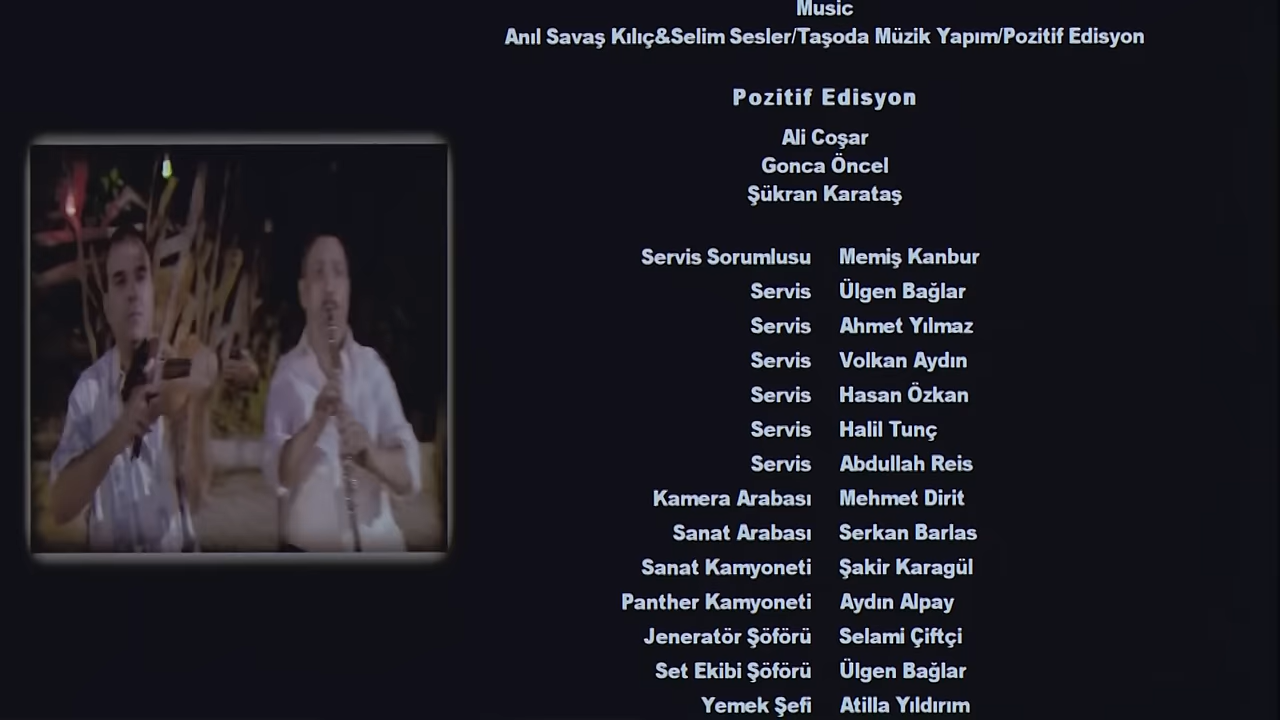 Music
Anıl Savaş Kılıç&Selim Sesler/Taşoda Müzik Yapım/Pozitif Edisyon
Pozitif Edisyon
Ali Coşar
Gonca Öncel
Şükran Karataş
Servis Sorumlusu Memiş Kanbur
Servis Ülgen Bağlar
Servis Ahmet Yılmaz
Servis Volkan Aydın
Servis Hasan Özkan
Servis Halil Tunç
Servis Abdullah Reis
Kamera Arabası Mehmet Dirit
Sanat Arabası Serkan Barlas
Sanat Kamyoneti Şakir Karagül
Panther Kamyoneti Aydın Alpay
Jeneratör Şöförü Selami Çiftçi
Set Ekibi Şöförü Ülgen Bağlar
Yemek Şefi Atilla Yıldırım